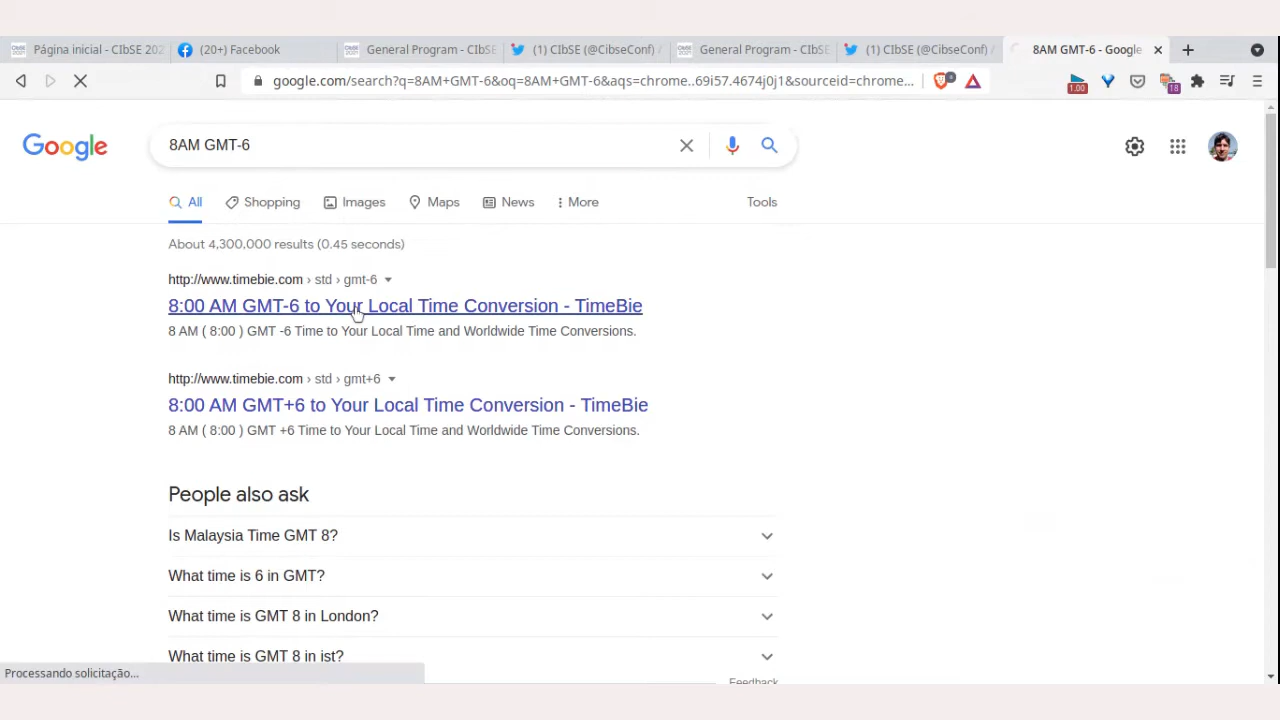 Página inicial - CIbSE 202
(20+) Facebook
General Program - CIbSE
(1) CIbSE (@CibseConf) /
General Program - CIbSE
(1) CIbSE (@CibseConf) /
8AM GMT-6 - Google
google.com/search?q=8AM+GMT-6&oq=8AM+GMT-6&aqs=chrome..69i57.4674j0j1&sourceid=chrome...
1.00
18
Google
8AM GMT-6
All
Shopping
Images
Maps
News
More
Tools
About 4,300,000 results (0.45 seconds)
http://www.timebie.com › std › gmt-6
8:00 AM GMT-6 to Your Local Time Conversion - TimeBie
8 AM ( 8:00 ) GMT -6 Time to Your Local Time and Worldwide Time Conversions.
http://www.timebie.com › std › gmt+6
8:00 AM GMT+6 to Your Local Time Conversion - TimeBie
8 AM ( 8:00 ) GMT +6 Time to Your Local Time and Worldwide Time Conversions.
People also ask
Is Malaysia Time GMT 8?
What time is 6 in GMT?
What time is GMT 8 in London?
What time is GMT 8 in ist?
Processando solicitação...
Feedback